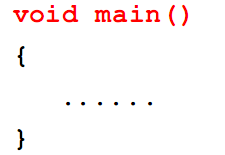 void main()
{
......
}